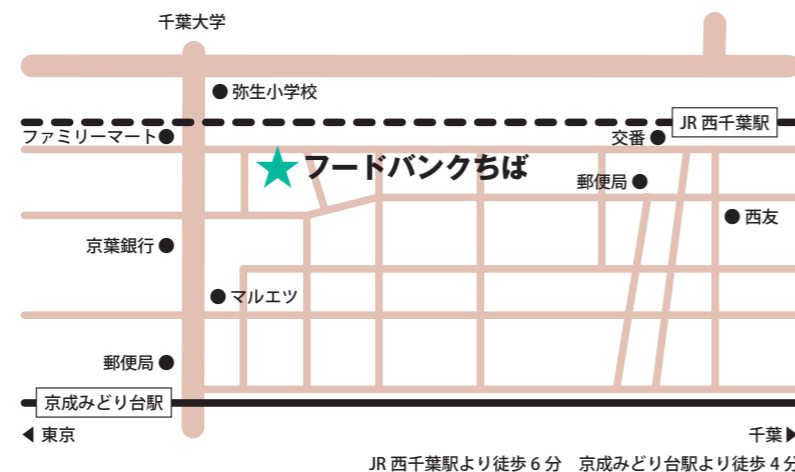 千葉大学
弥生小学校
JR 西千葉駅
ファミリーマート
交番
フードバンクちば
郵便局
西友
京葉銀行
マルエツ
郵便局
京成みどり台駅
東京
千葉
JR 西千葉駅より徒歩 6 分　京成みどり台駅より徒歩 4 分